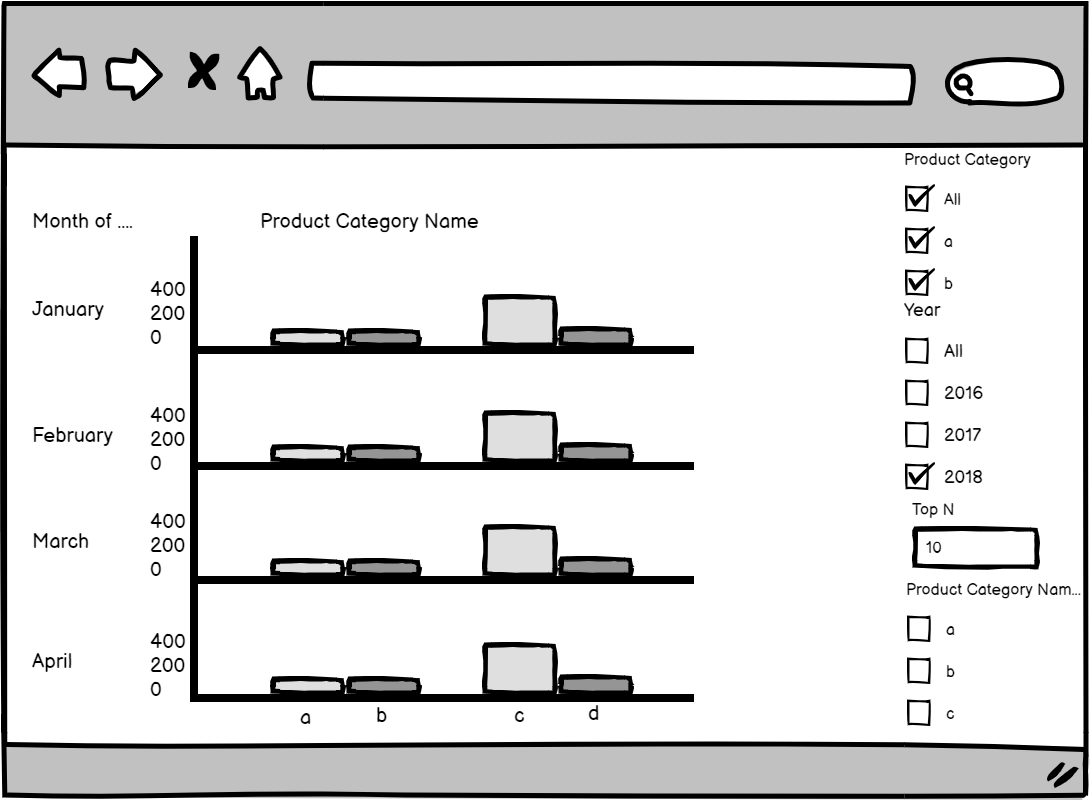 Month of ....
Product Category Name
January
400
200
0
February
400
200
0
March
400
200
0
April
400
200
0
a
b
c
d
Product Category
All
a
b
Year
All
2016
2017
2018
Top N
10
Product Category Nam...
a
b
c